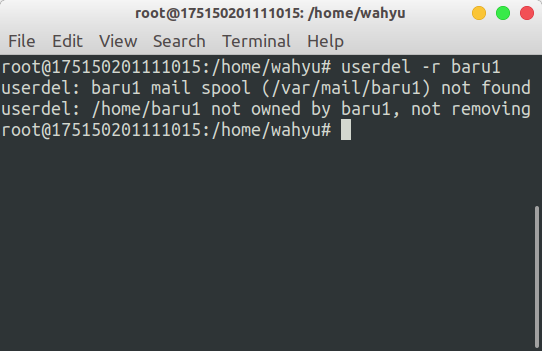 root@175150201111015: /home/wahyu
File Edit View Search Terminal Help
root@175150201111015:/home/wahyu# userdel -r baru1
userdel: baru1 mail spool (/var/mail/baru1) not found
userdel: /home/baru1 not owned by baru1, not removing
root@175150201111015:/home/wahyu#